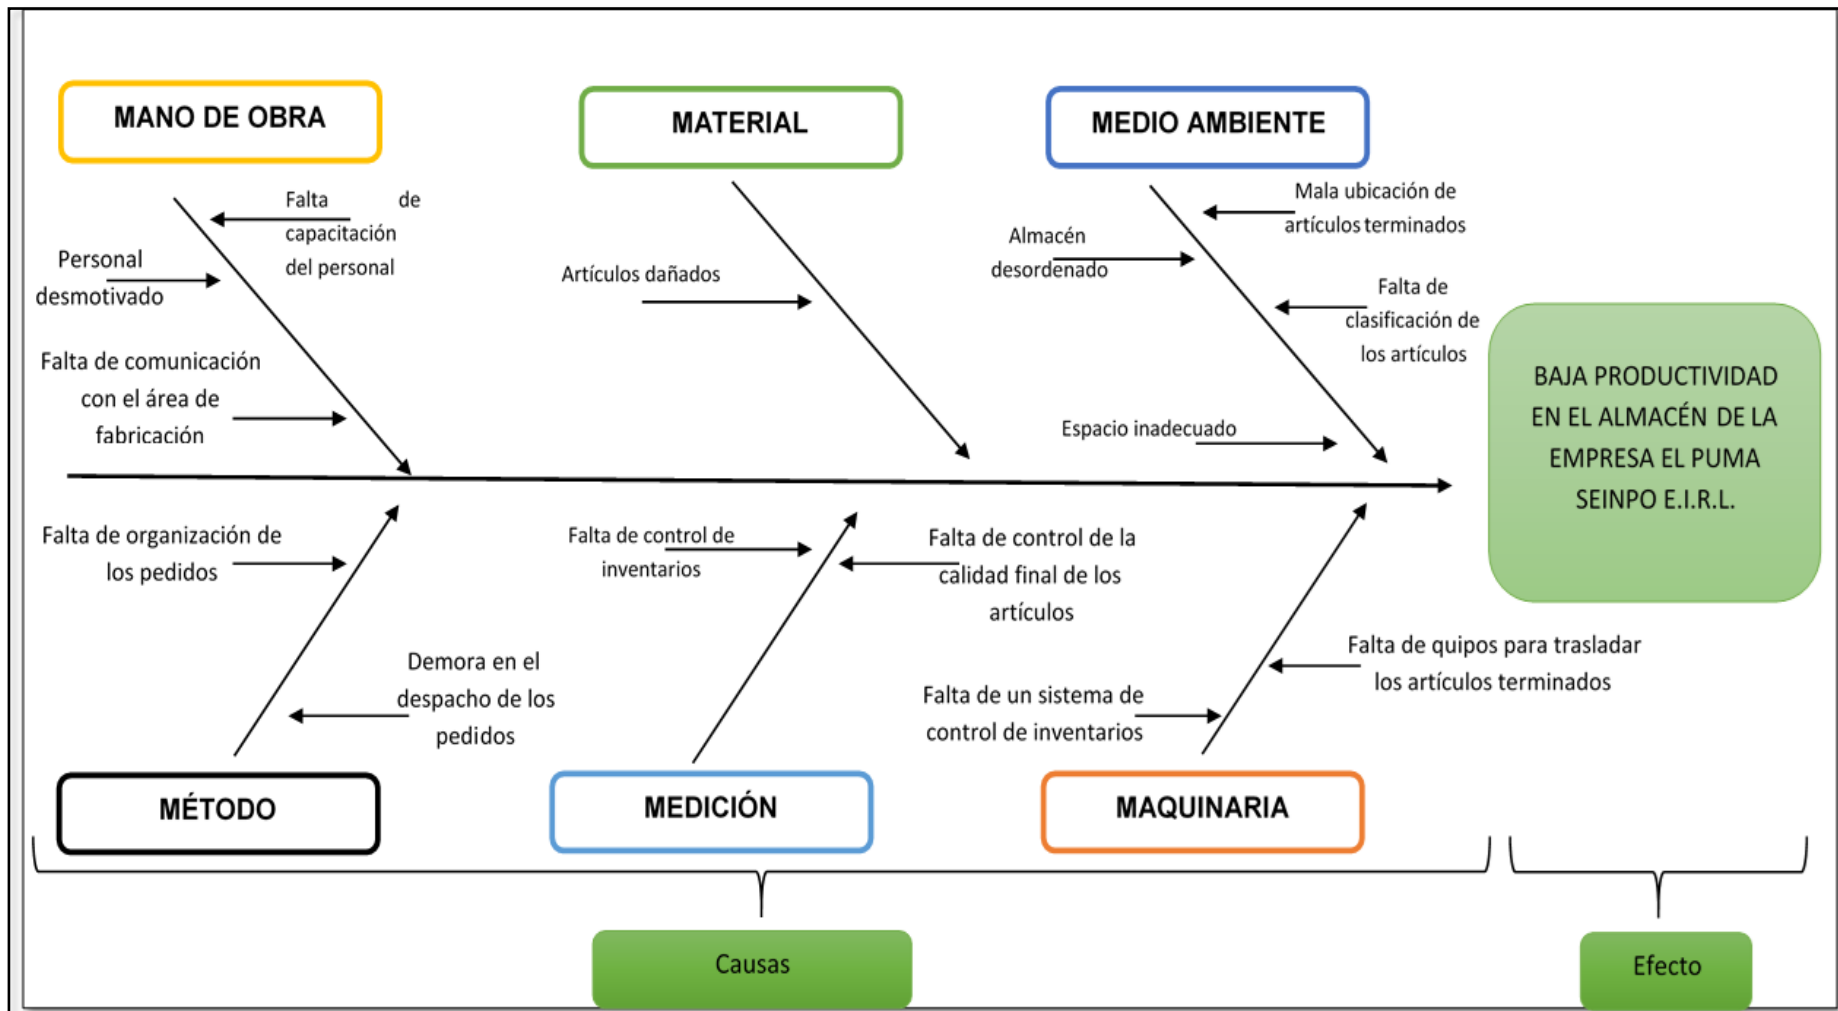 MANO DE OBRA
MATERIAL
MEDIO AMBIENTE
Falta de
capacitación
del personal
Personal
desmotivado
Falta de comunicación
con el área de
fabricación
Artículos dañados
Mala ubicación de
artículos terminados
Almacén
desordenado
Falta de
clasificación de
los artículos
Espacio inadecuado
BAJA PRODUCTIVIDAD
EN EL ALMACÉN DE LA
EMPRESA EL PUMA
SEINPO E.I.R.L.
Falta de organización de
los pedidos
Demora en el
despacho de los
pedidos
Falta de control de
inventarios
Falta de control de la
calidad final de los
artículos
Falta de un sistema de
control de inventarios
Falta de quipos para trasladar
los artículos terminados
MÉTODO
MEDICIÓN
MAQUINARIA
Causas
Efecto